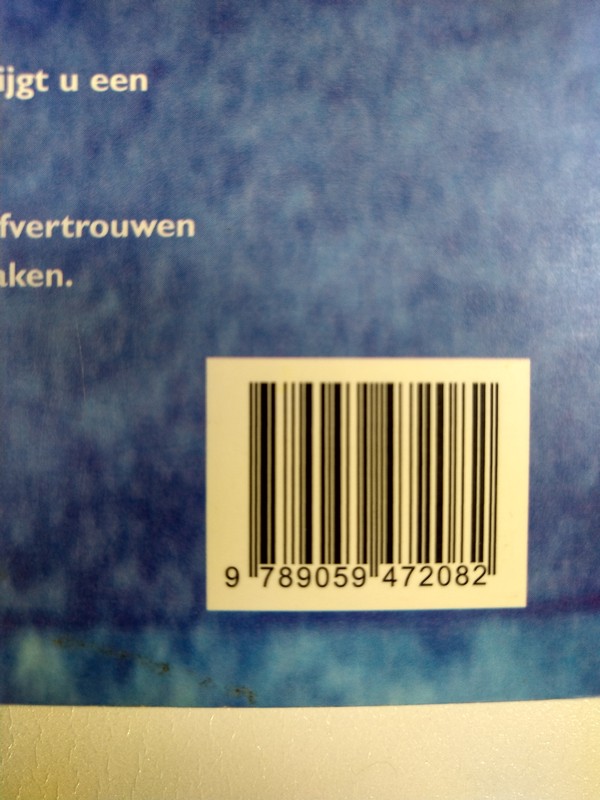 ijgt u een
fvertrouwen
aken.
9 789059 472082